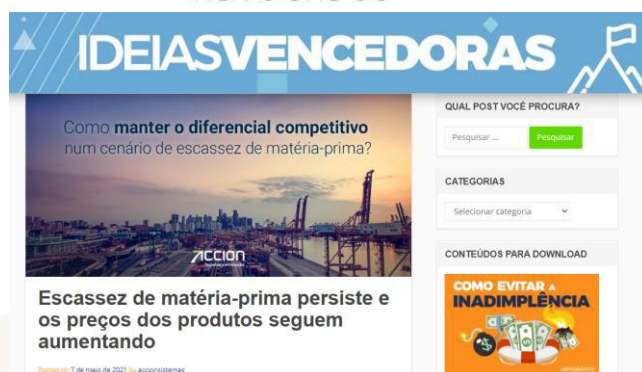 IDEIASVENCEDORAS
Como manter o diferencial competitivo
num cenário de escassez de matéria-prima?
ACCION
Escassez de matéria-prima persiste e
os preços dos produtos seguem
aumentando
Posted on 7 de maio de 2021 by accionsistemas
QUAL POST VOCÊ PROCURA?
Pesquisar ...
Pesquisar
CATEGORIAS
Selecionar categoria
CONTEÚDOS PARA DOWNLOAD
COMO EVITAR A
INADIMPLÊNCIA
INFOGRÁFICO